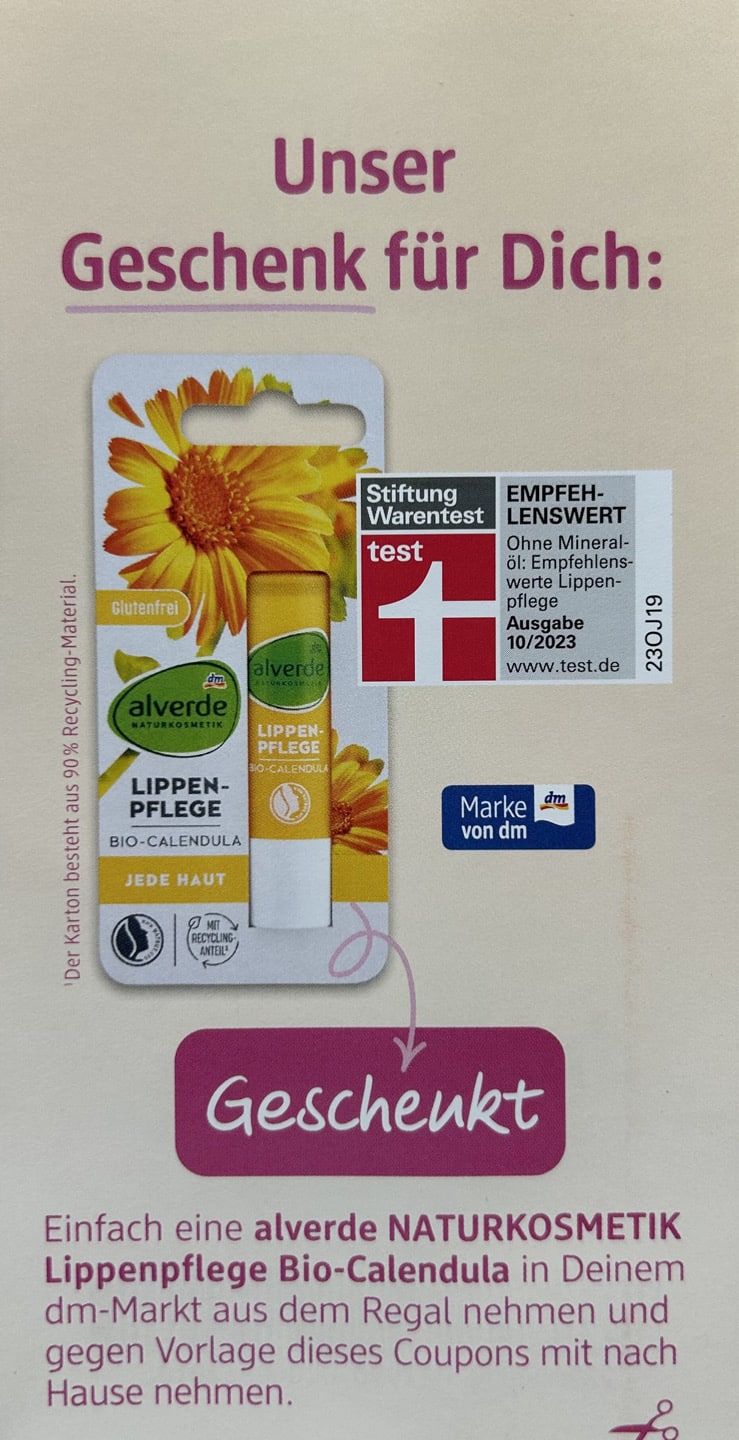 Unser
Geschenk für Dich:
Glutenfrei
dm
alverde
NATURKOSMETIK
LIPPEN-
PFLEGE
BIO-CALENDULA
JEDE HAUT
MIT
RECYCLING-
ANTEIL¹
alverde
NATURKOSMETIK
LIPPEN-
PFLEGE
BIO-CALENDULA
Stiftung
Warentest
test
EMPFEH-
LENSWERT
Ohne Mineral-
öl: Empfehlens-
werte Lippen-
pflege
Ausgabe
10/2023
www.test.de
23OJ19
Marke
von dm
dm
¹Der Karton besteht aus 90 % Recycling-Material.
Geschenkt
Einfach eine alverde NATURKOSMETIK
Lippenpflege Bio-Calendula in Deinem
dm-Markt aus dem Regal nehmen und
gegen Vorlage dieses Coupons mit nach
Hause nehmen.